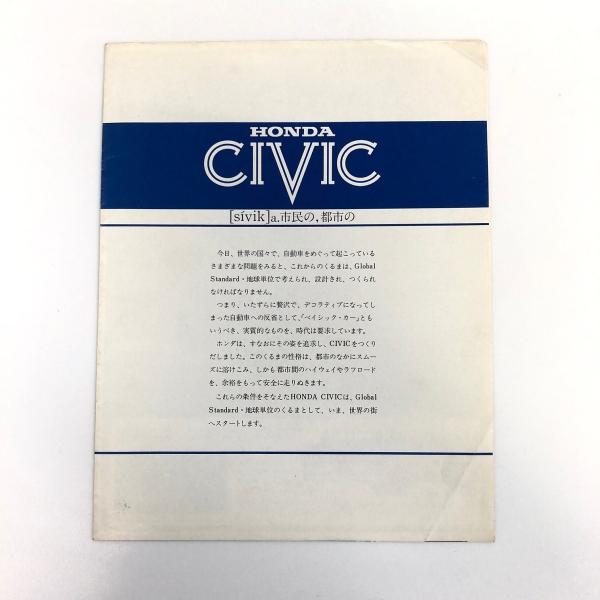 HONDA
CIVIC
[sívik]a.市民の,都市の
今日、世界の国々で、自動車をめぐって起こっている
さまざまな問題をみると、これからのくるまは、Global
Standard・地球単位で考えられ、設計され、つくられ
なければなりません。
つまり、いたずらに贅沢で、デコラティブになってし
まった自動車への反省として、「ベイシック・カー」とも
いうべき、実質的なものを、時代は要求しています。
ホンダは、すなおにその姿を追求し、CIVICをつくり
だしました。このくるまの性格は、都市のなかにスムー
ズに溶けこみ、しかも都市間のハイウェイやラフロード
を、余裕をもって安全に走りぬきます。
これらの条件をそなえたHONDA CIVICは、Global
Standard・地球単位のくるまとして、いま、世界の街
へスタートします。